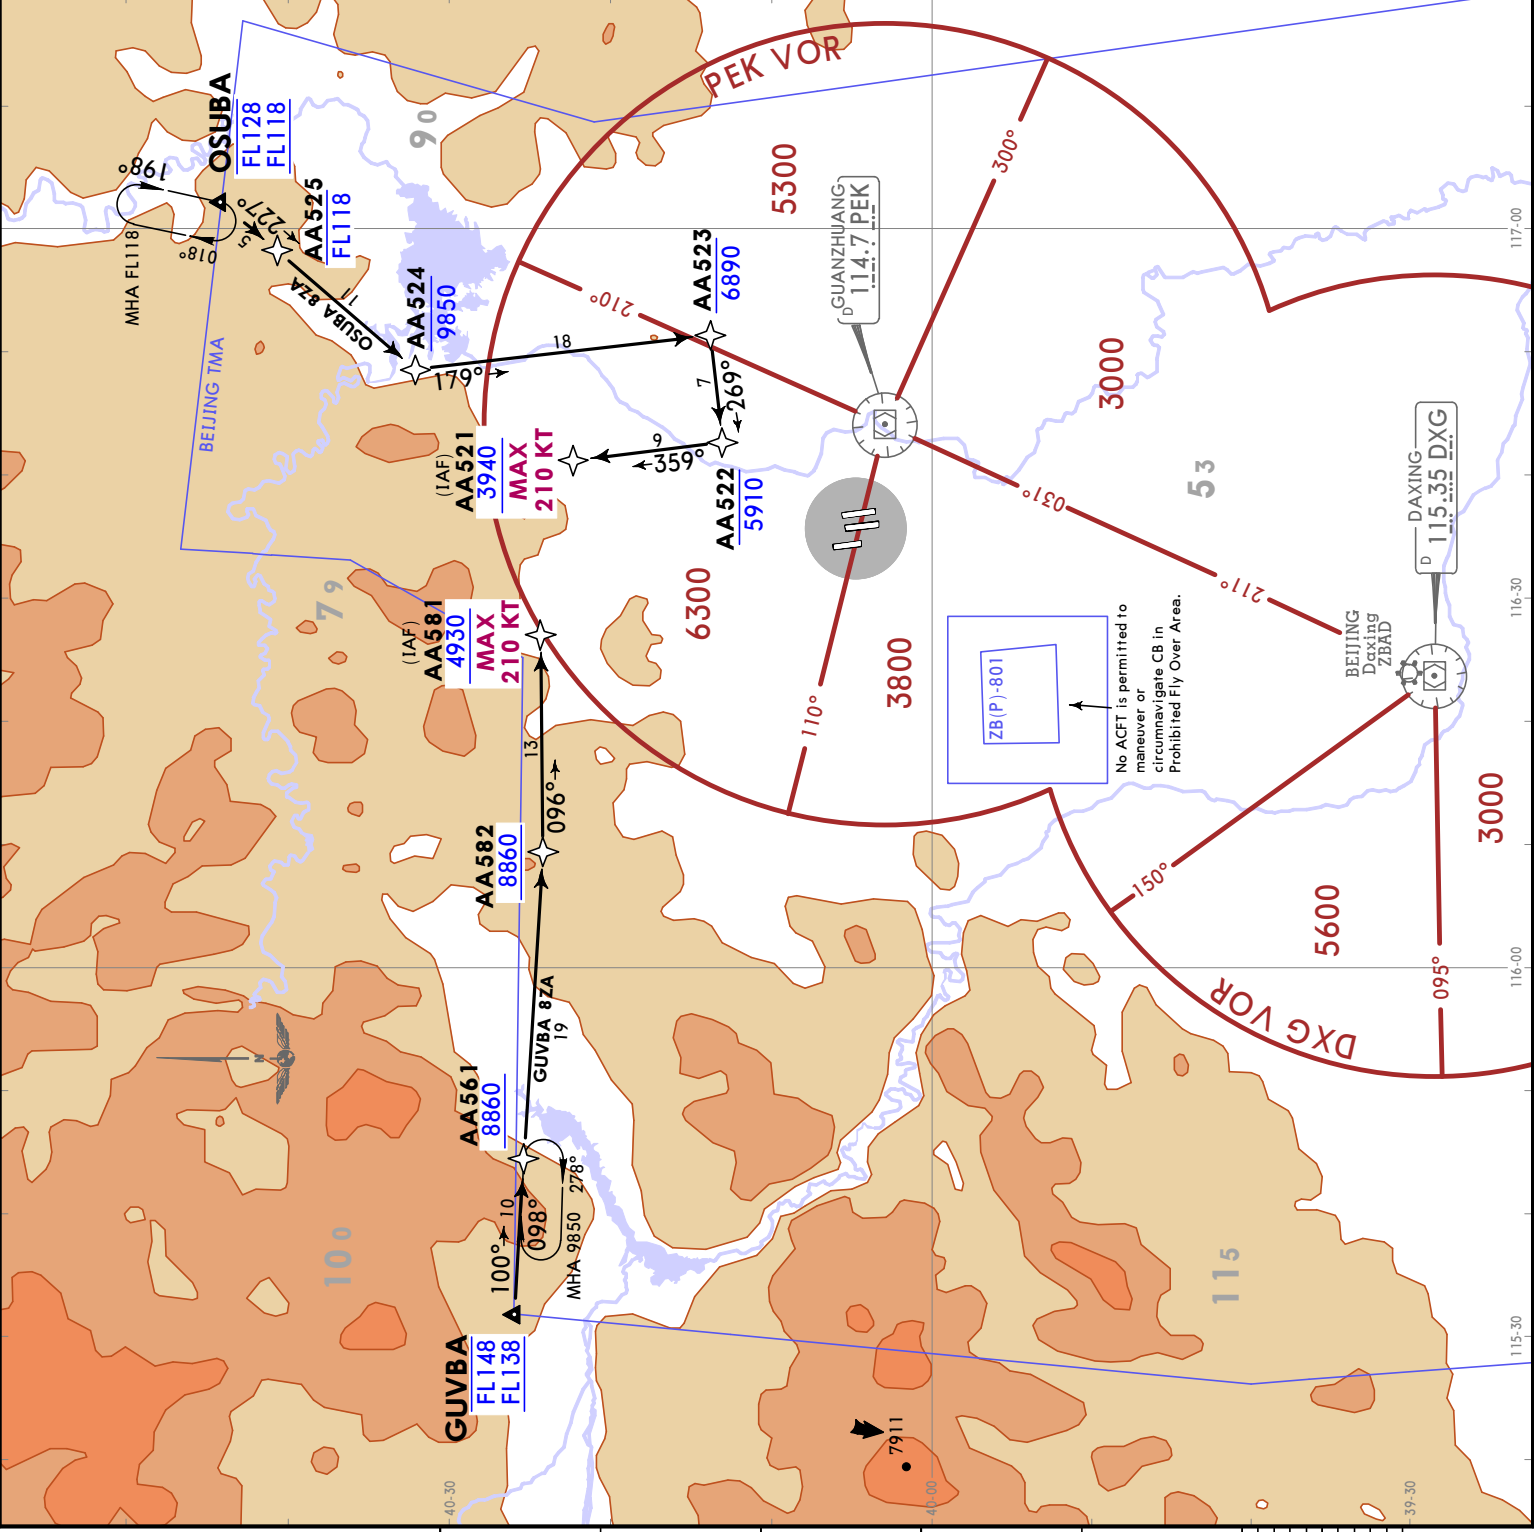 PEK VOR
OSUBA
FL128
FL118
198°
018°
MHA FL118
5
227°
AA525
FL118
OSUBA 8ZA
11
AA524
9850
179°
18
AA523
6890
7
269°
AA522
5910
9
359°
(IAF)
AA521
3940
MAX
210 KT
BEIJING TMA
90
79
100
53
115
5300
300°
210°
D GUANZHUANG
114.7 PEK
3000
6300
3800
110°
031°
211°
(IAF)
AA581
4930
MAX
210 KT
13
096°
AA582
8860
GUVBA 8ZA
19
AA561
8860
10
100°
098°
278°
MHA 9850
GUVBA
FL148
FL138
N
ZB(P)-801
No ACFT is permitted to
maneuver or
circumnavigate CB in
Prohibited Fly Over Area.
BEIJING
Daxing
ZBAD
D DAXING
115.35 DXG
150°
5600
095°
3000
DXG VOR
7911
117-00
116-30
116-00
115-30
40-30
40-00
39-30